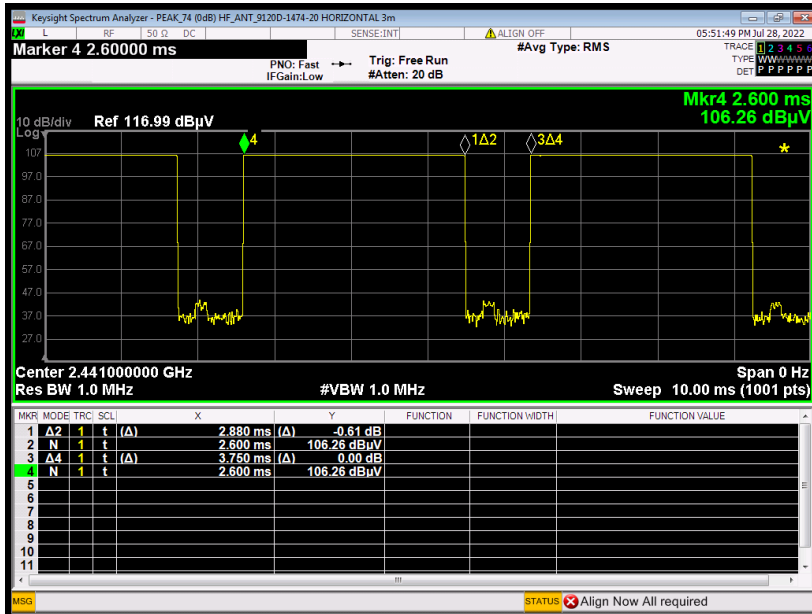 Keysight Spectrum Analyzer - PEAK_74 (0dB) HF_ANT_9120D-1474-20 HORIZONTAL 3m
LXI L RF 50 Ω DC SENSE:INT ALIGN OFF 05:51:49 PM Jul 28, 2022
Marker 4 2.60000 ms
#Avg Type: RMS
TRACE 1 2 3 4 5 6
PNO: Fast Trig: Free Run
TYPE WWWWWW
IFGain:Low #Atten: 20 dB
DET P P P P P P
Mkr4 2.600 ms
10 dB/div Ref 116.99 dBµV 106.26 dBµV
Log
4 1Δ2 3Δ4 *
107
97.0
87.0
77.0
67.0
57.0
47.0
37.0
27.0
Center 2.441000000 GHz Span 0 Hz
Res BW 1.0 MHz #VBW 1.0 MHz Sweep 10.00 ms (1001 pts)
MKR MODE TRC SCL X Y FUNCTION FUNCTION WIDTH FUNCTION VALUE
1 Δ2 1 t (Δ) 2.880 ms (Δ) -0.61 dB
2 N 1 t 2.600 ms 106.26 dBµV
3 Δ4 1 t (Δ) 3.750 ms (Δ) 0.00 dB
4 N 1 t 2.600 ms 106.26 dBµV
5
6
7
8
9
10
11
MSG STATUS Align Now All required